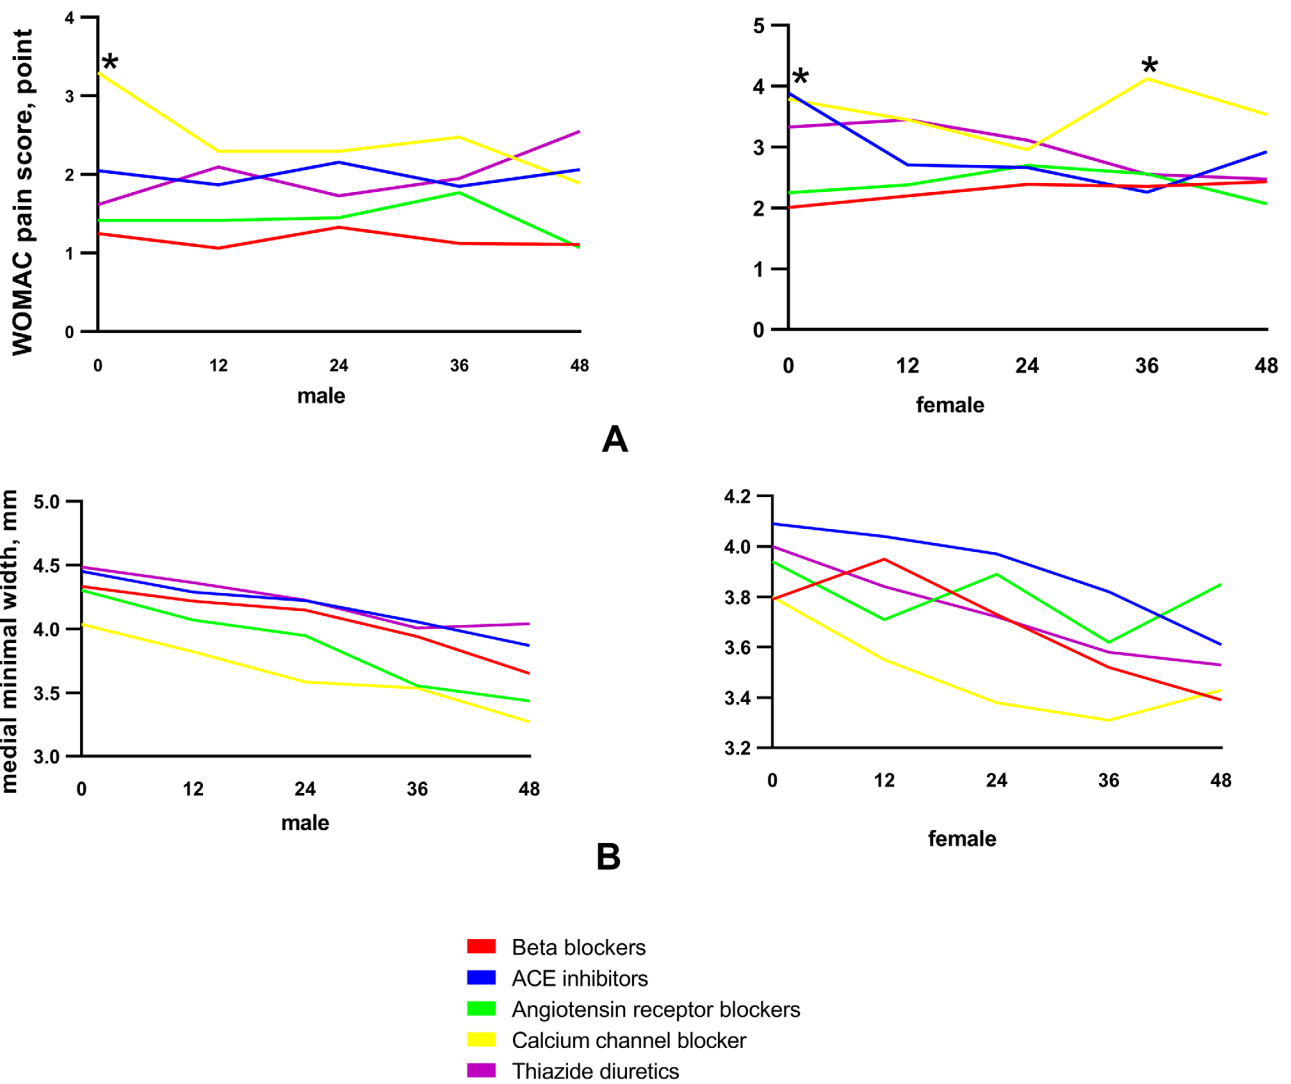 WOMAC pain score, point
4
3
2
1
0
0 12 24 36 48
male
*
5
4
3
2
1
0
0 12 24 36 48
female
*
*
A
medial minimal width, mm
5.0
4.5
4.0
3.5
3.0
0 12 24 36 48
male
4.2
4.0
3.8
3.6
3.4
3.2
0 12 24 36 48
female
B
Beta blockers
ACE inhibitors
Angiotensin receptor blockers
Calcium channel blocker
Thiazide diuretics